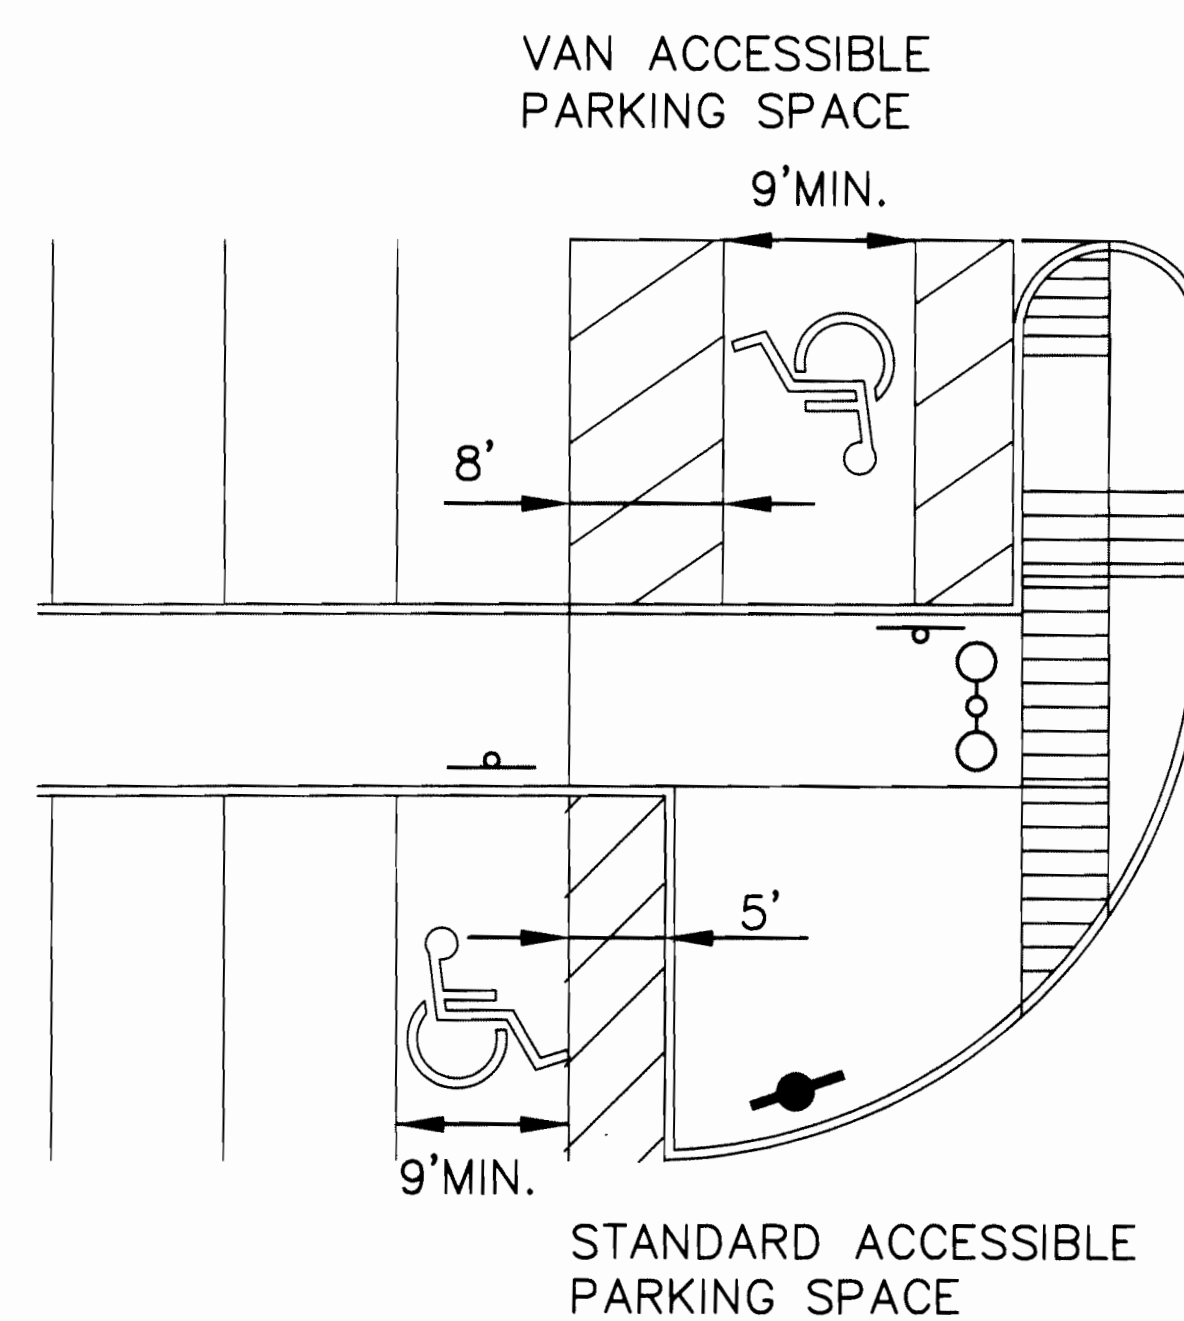 VAN ACCESSIBLE
PARKING SPACE
9'MIN.
8'
5'
9'MIN.
STANDARD ACCESSIBLE
PARKING SPACE